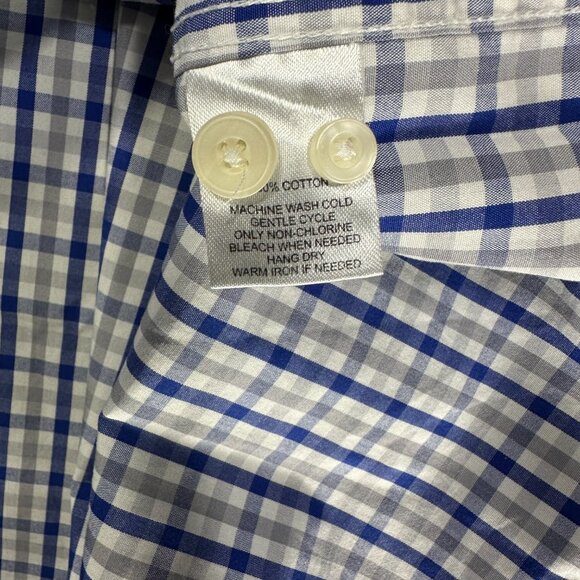 0% COTTON
MACHINE WASH COLD
GENTLE CYCLE
ONLY NON-CHLORINE
BLEACH WHEN NEEDED
HANG DRY
WARM IRON IF NEEDED